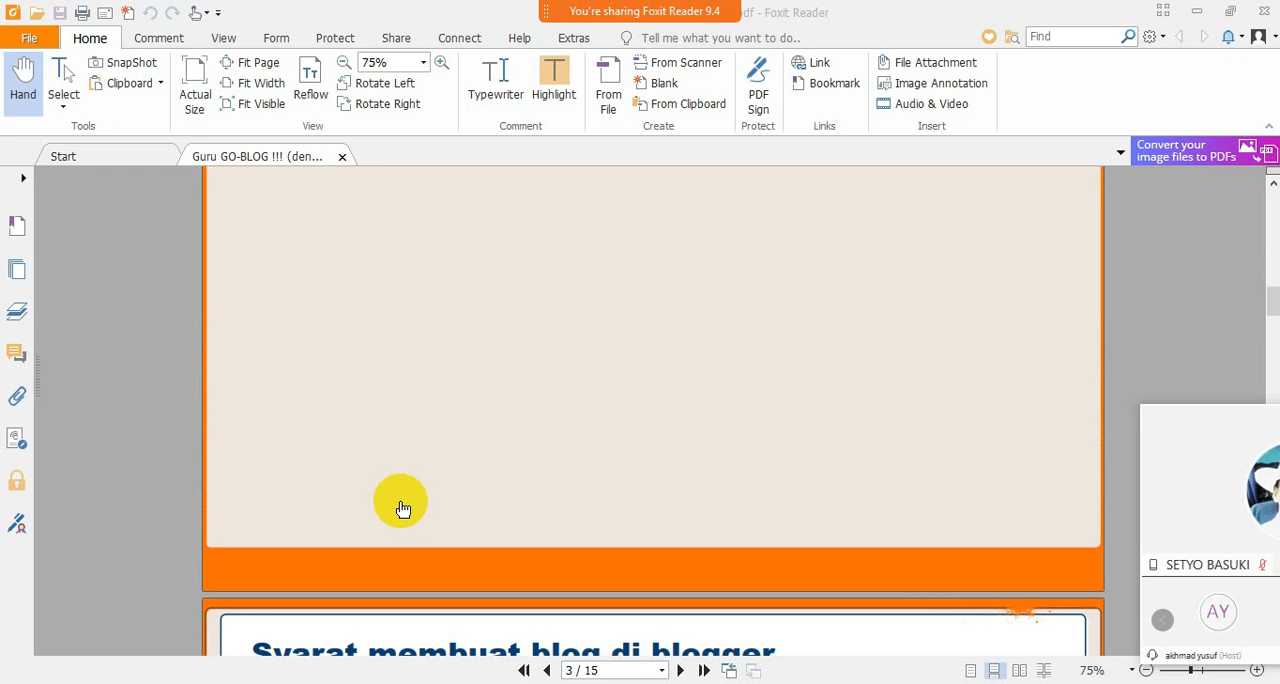 You're sharing Foxit Reader 9.4
df - Foxit Reader
File Home Comment View Form Protect Share Connect Help Extras Tell me what you want to do.. Find
Hand
Select
SnapShot
Clipboard
Tools
Actual Size
Fit Page
Fit Width
Fit Visible
Reflow
75%
Rotate Left
Rotate Right
View
Typewriter
Highlight
Comment
From File
From Scanner
Blank
From Clipboard
Create
PDF Sign
Protect
Link
Bookmark
Links
File Attachment
Image Annotation
Audio & Video
Insert
Start
Guru GO-BLOG !!! (den...
Convert your
image files to PDFs
PDF
Syarat membuat blog di blogger
SETYO BASUKI
AY
akhmad yusuf (Host)
3 / 15
75%